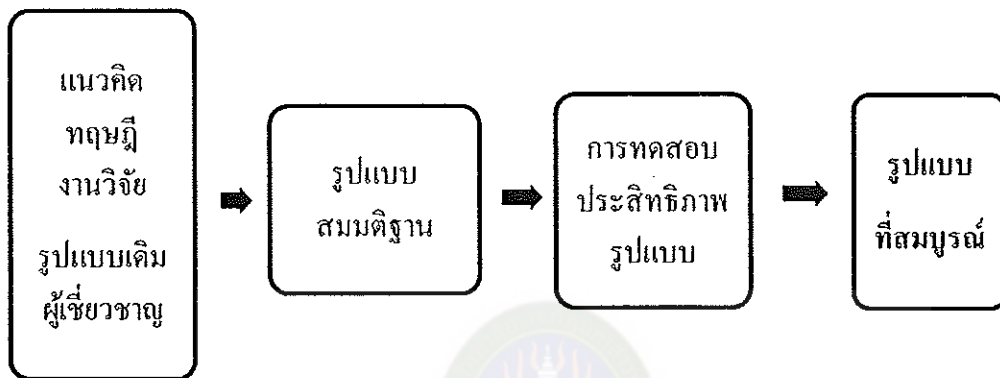 แนวคิด
ทฤษฎี
งานวิจัย
รูปแบบเดิม
ผู้เชี่ยวชาญ
รูปแบบ
สมมติฐาน
การทดสอบ
ประสิทธิภาพ
รูปแบบ
รูปแบบ
ที่สมบูรณ์